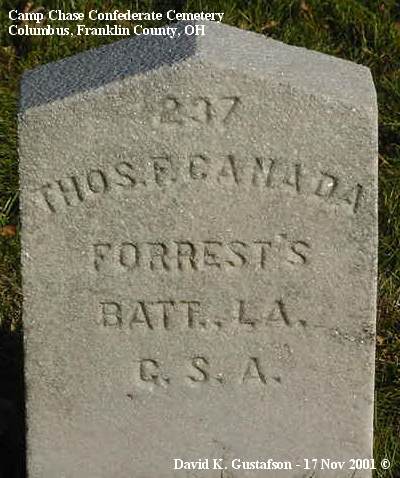 Camp Chase Confederate Cemetery
Columbus, Franklin County, OH
237
THOS. F. CANADA
FORREST'S
BATT., LA.
C. S. A.
David K. Gustafson - 17 Nov 2001 ©